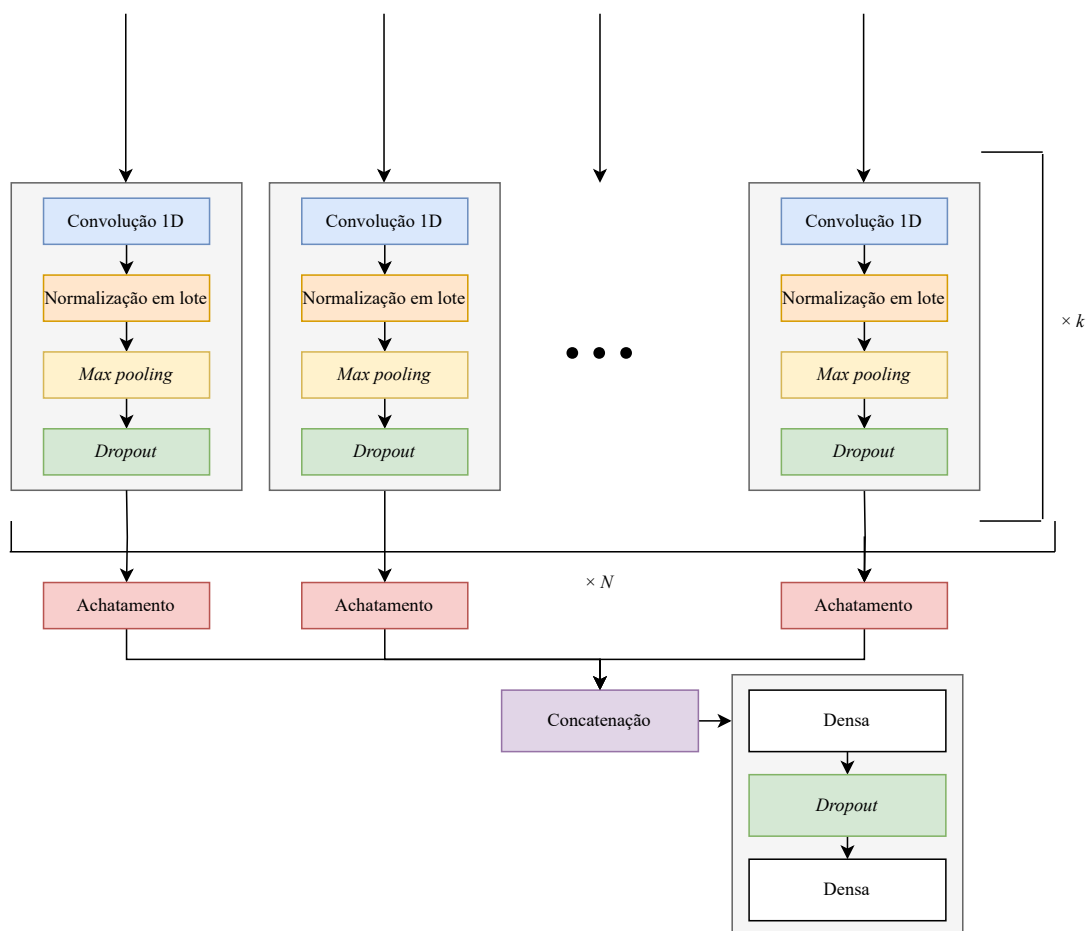 Convolução 1D
Normalização em lote
Max pooling
Dropout
Convolução 1D
Normalização em lote
Max pooling
Dropout
Convolução 1D
Normalização em lote
Max pooling
Dropout
× k
× N
Achatamento
Achatamento
Achatamento
Concatenação
Densa
Dropout
Densa